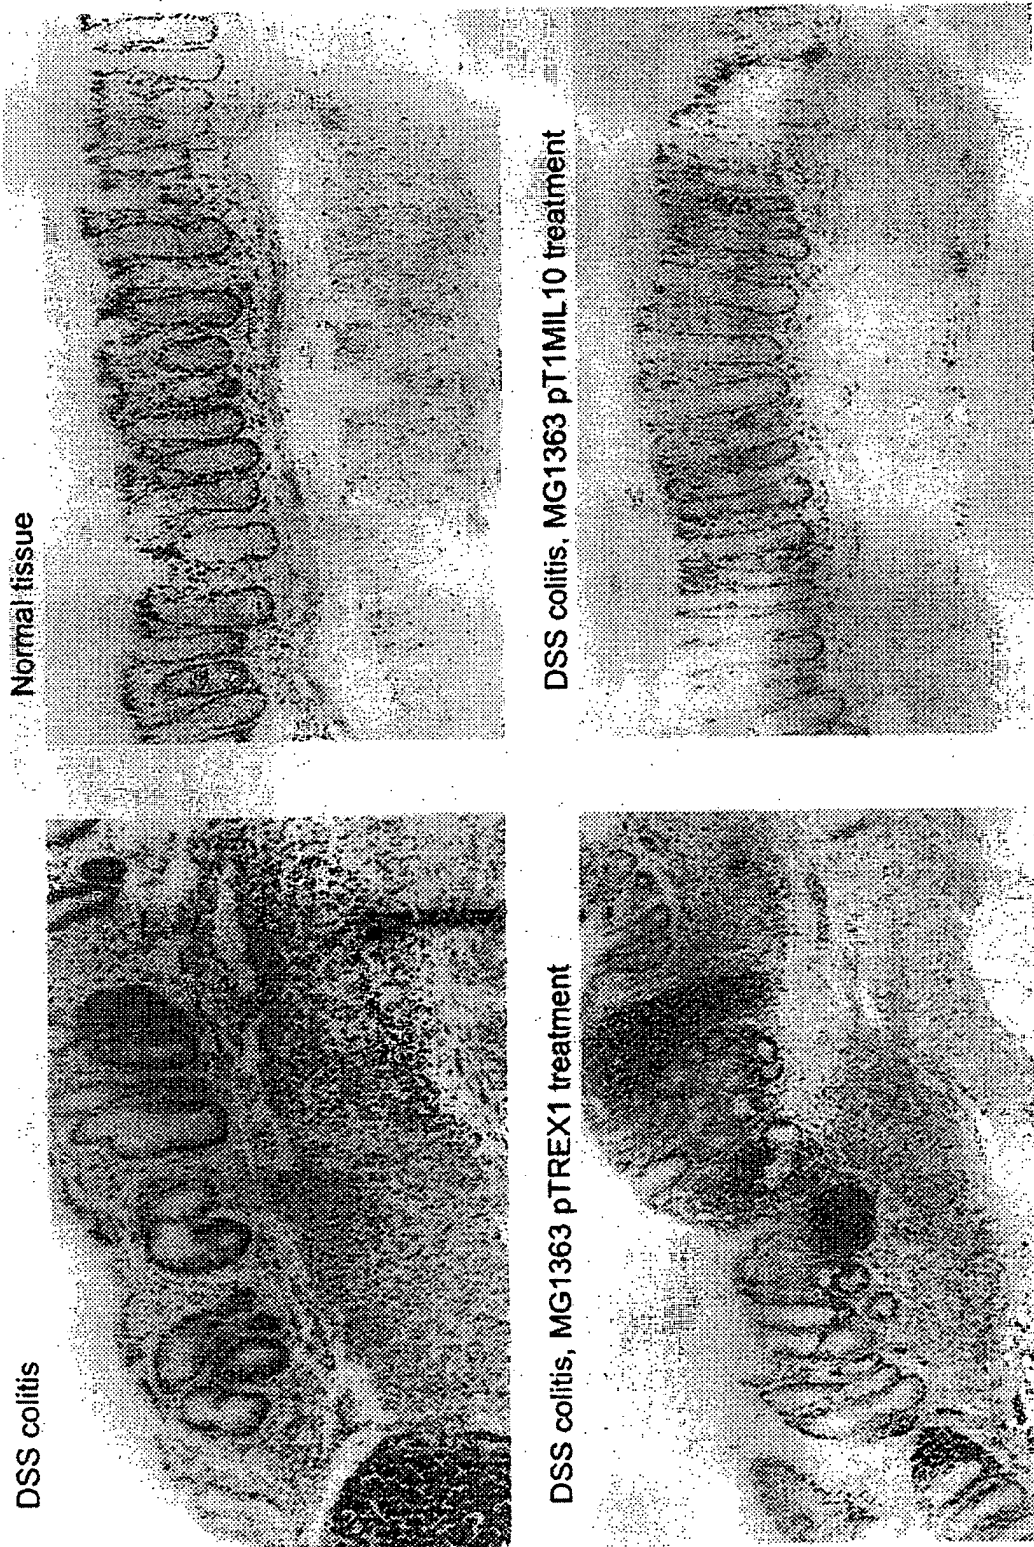 DSS colitis
Normal tissue
DSS colitis, MG1363 pTREX1 treatment
DSS colitis, MG1363 pT1MIL10 treatment